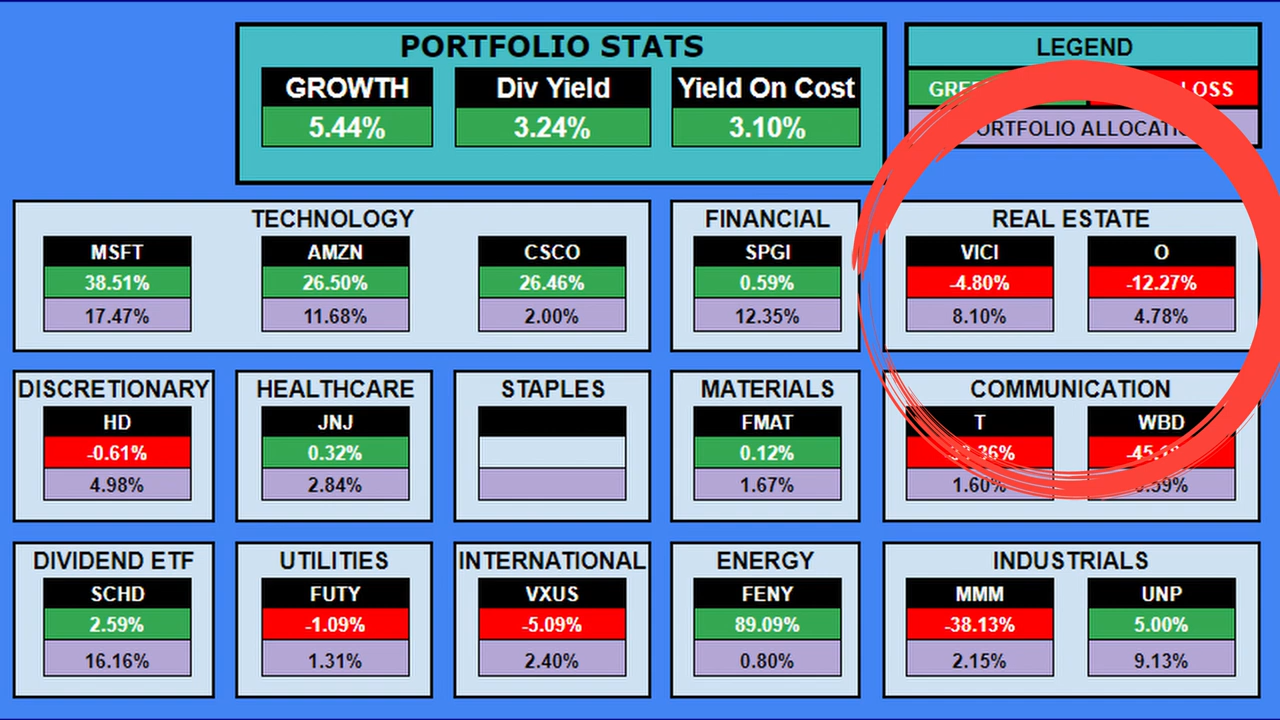 PORTFOLIO STATS
GROWTH Div Yield Yield On Cost
5.44% 3.24% 3.10%
LEGEND
LOSS
TECHNOLOGY
MSFT AMZN CSCO
38.51% 26.50% 26.46%
17.47% 11.68% 2.00%
FINANCIAL
SPGI
0.59%
12.35%
REAL ESTATE
VICI O
-4.80% -12.27%
8.10% 4.78%
DISCRETIONARY
HD
-0.61%
4.98%
HEALTHCARE
JNJ
0.32%
2.84%
STAPLES
MATERIALS
FMAT
0.12%
1.67%
COMMUNICATION
T WBD
1.60%
DIVIDEND ETF
SCHD
2.59%
16.16%
UTILITIES
FUTY
-1.09%
1.31%
INTERNATIONAL
VXUS
-5.09%
2.40%
ENERGY
FENY
89.09%
0.80%
INDUSTRIALS
MMM UNP
-38.13% 5.00%
2.15% 9.13%